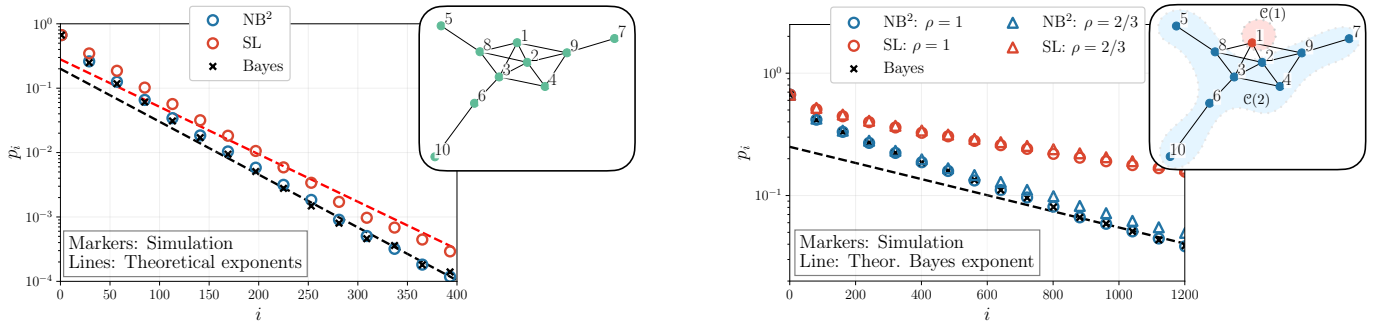 NB²
SL
Bayes
10⁰
10⁻¹
10⁻²
10⁻³
10⁻⁴
p_i
Markers: Simulation
Lines: Theoretical exponents
0 50 100 150 200 250 300 350 400
i
5
1
7
8
2
9
3
4
6
10
NB²: ρ = 1
SL: ρ = 1
Bayes
NB²: ρ = 2/3
SL: ρ = 2/3
10⁰
10⁻¹
p_i
Markers: Simulation
Line: Theor. Bayes exponent
0 200 400 600 800 1000 1200
i
𝒞(1)
5
1
7
8
2
9
3
4
6
𝒞(2)
10